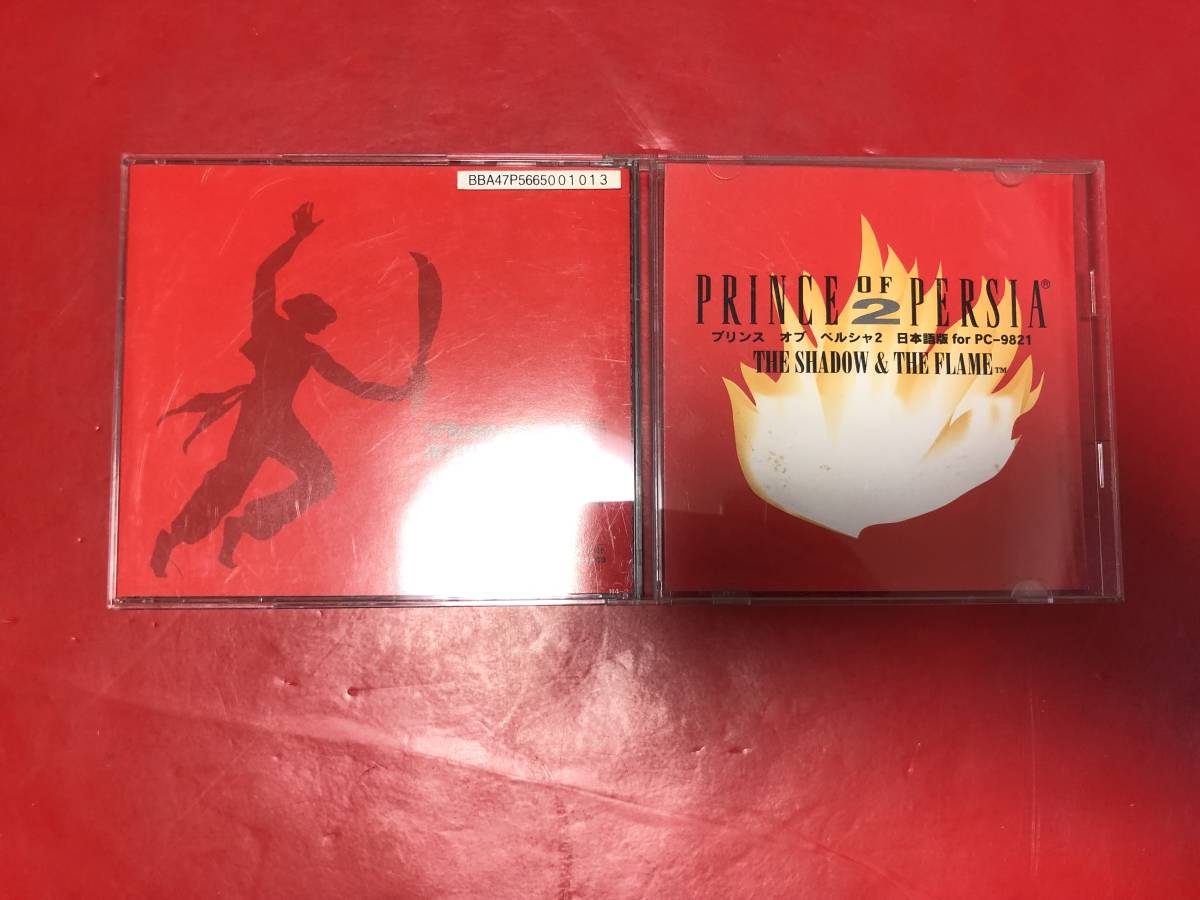 BBA47P5665001013
PRINCE OF 2 PERSIA®
プリンス オブ ペルシャ2 日本語版 for PC-9821
THE SHADOW & THE FLAME™